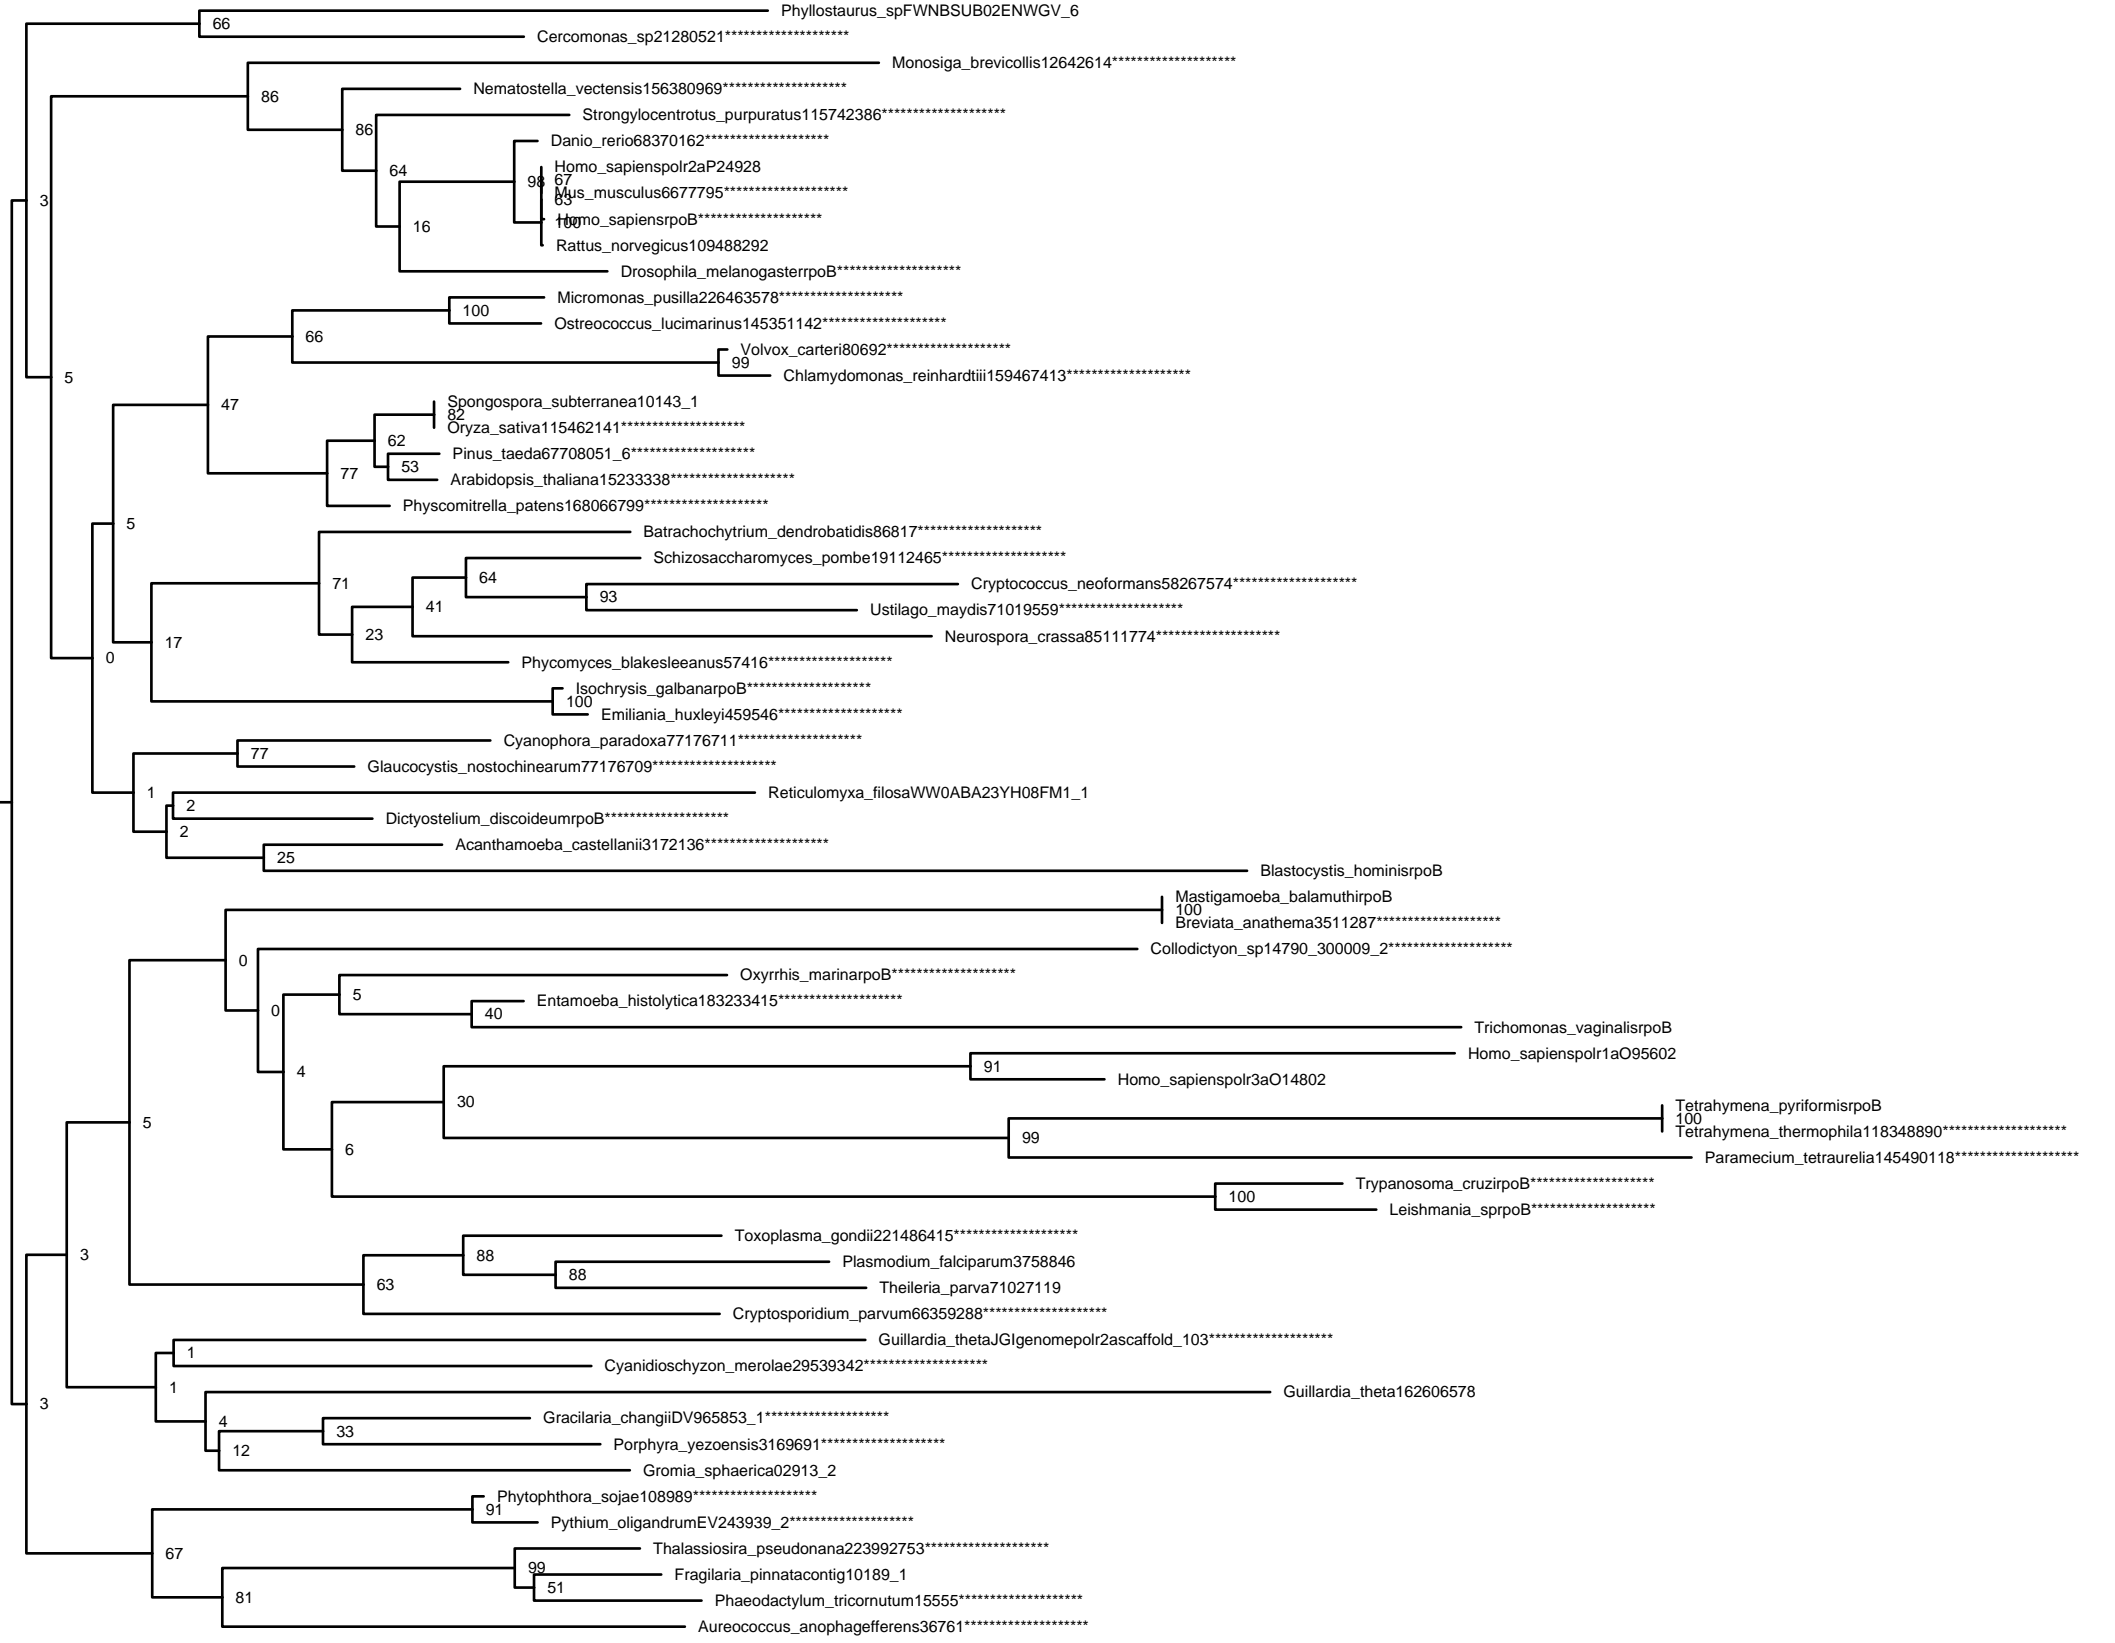 Phyllostaurus_spFWNBSUB02ENWGV_6
66
Cercomonas_sp21280521********************
Monosiga_brevicollis12642614********************
86
Nematostella_vectensis156380969********************
Strongylocentrotus_purpuratus115742386********************
86
Danio_rerio68370162********************
Homo_sapienspolr2aP24928
64
98
67
Mus_musculus6677795********************
3
63
Homo_sapiensrpoB********************
100
16
Rattus_norvegicus109488292
Drosophila_melanogasterrpoB********************
Micromonas_pusilla226463578********************
100
Ostreococcus_lucimarinus145351142********************
66
Volvox_carteri80692********************
99
Chlamydomonas_reinhardtiii159467413********************
5
47
Spongospora_subterranea10143_1
82
Oryza_sativa115462141********************
62
Pinus_taeda67708051_6********************
53
77
Arabidopsis_thaliana15233338********************
Physcomitrella_patens168066799********************
5
Batrachochytrium_dendrobatidis86817********************
Schizosaccharomyces_pombe19112465********************
64
71
Cryptococcus_neoformans58267574********************
93
41
Ustilago_maydis71019559********************
23
Neurospora_crassa85111774********************
17
0
Phycomyces_blakesleeanus57416********************
Isochrysis_galbanarpoB********************
100
Emiliania_huxleyi459546********************
Cyanophora_paradoxa77176711********************
77
Glaucocystis_nostochinearum77176709********************
1
Reticulomyxa_filosaWW0ABA23YH08FM1_1
2
Dictyostelium_discoideumrpoB********************
2
Acanthamoeba_castellanii3172136********************
25
Blastocystis_hominisrpoB
Mastigamoeba_balamuthirpoB
100
Breviata_anathema3511287********************
Collodictyon_sp14790_300009_2********************
0
Oxyrrhis_marinarpoB********************
5
Entamoeba_histolytica183233415********************
0
40
Trichomonas_vaginalisrpoB
Homo_sapienspolr1aO95602
4
91
Homo_sapienspolr3aO14802
30
Tetrahymena_pyriformisrpoB
100
5
Tetrahymena_thermophila118348890********************
99
6
Paramecium_tetraurelia145490118********************
Trypanosoma_cruzirpoB********************
100
Leishmania_sprpoB********************
Toxoplasma_gondii221486415********************
3
88
Plasmodium_falciparum3758846
88
63
Theileria_parva71027119
Cryptosporidium_parvum66359288********************
Guillardia_thetaJGIgenomepolr2ascaffold_103********************
1
Cyanidioschyzon_merolae29539342********************
1
Guillardia_theta162606578
3
4
Gracilaria_changiiDV965853_1********************
33
Porphyra_yezoensis3169691********************
12
Gromia_sphaerica02913_2
Phytophthora_sojae108989********************
91
Pythium_oligandrumEV243939_2********************
67
Thalassiosira_pseudonana223992753********************
99
Fragilaria_pinnatacontig10189_1
51
81
Phaeodactylum_tricornutum15555********************
Aureococcus_anophagefferens36761********************